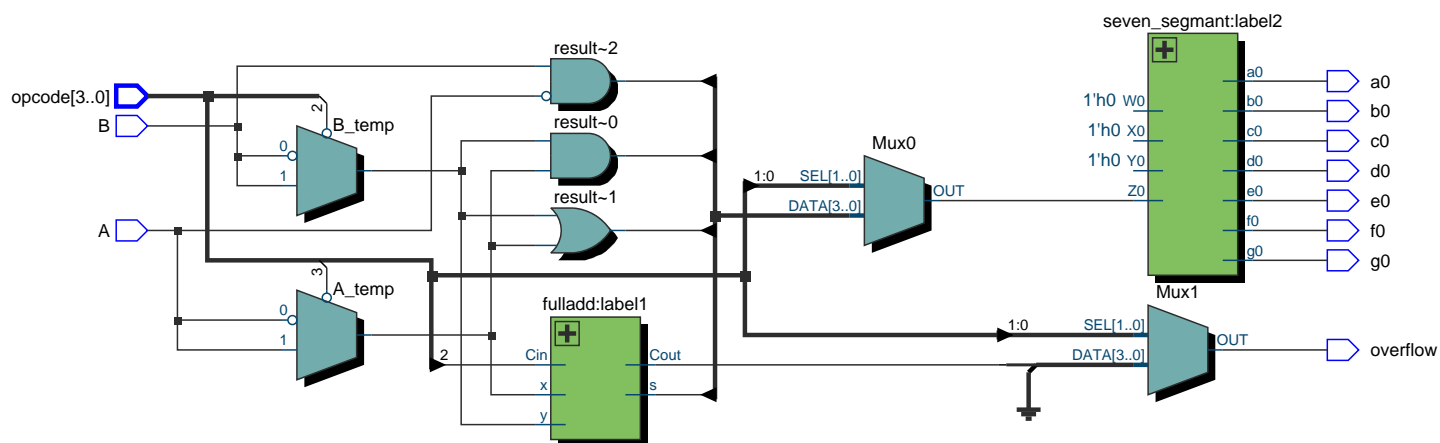 seven_segmant:label2
result~2
opcode[3..0]
2
B_temp
a0
a0
B
1'h0
W0
b0
b0
result~0
1'h0
X0
c0
c0
0
Mux0
1'h0
Y0
d0
d0
1
1:0
SEL[1..0]
OUT
Z0
e0
e0
result~1
DATA[3..0]
f0
f0
A
g0
g0
3
A_temp
Mux1
fulladd:label1
0
1:0
SEL[1..0]
1
2
Cin
Cout
DATA[3..0]
OUT
overflow
x
s
y